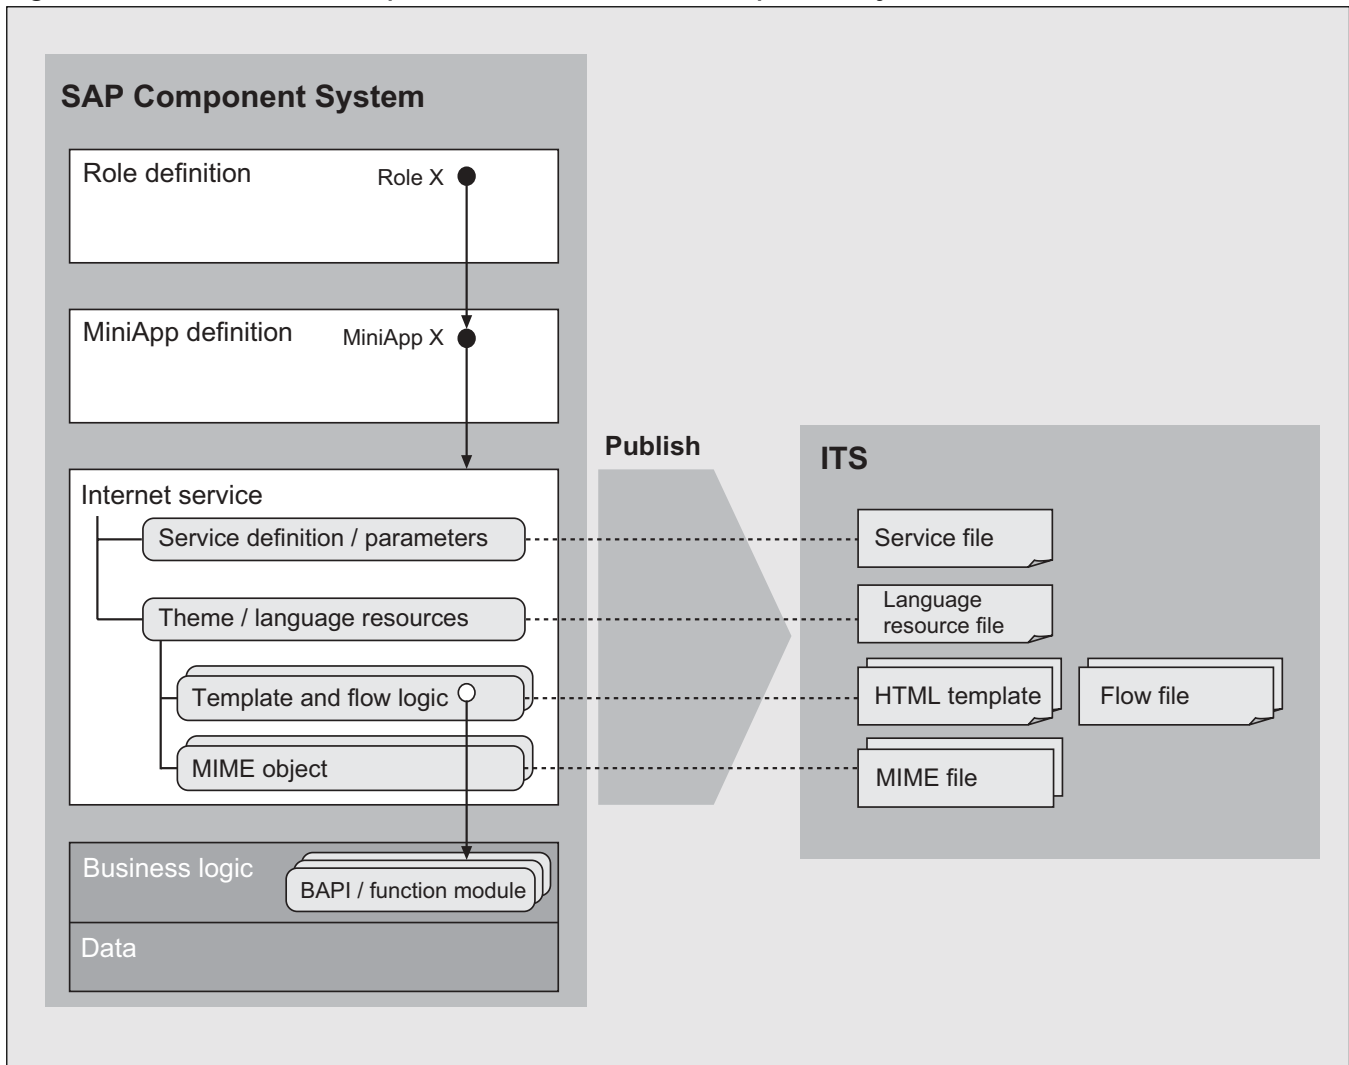 SAP Component System
Role definition
Role X
MiniApp definition
MiniApp X
Internet service
Service definition / parameters
Theme / language resources
Template and flow logic
MIME object
Business logic
BAPI / function module
Data
Publish
ITS
Service file
Language
resource file
HTML template
Flow file
MIME file